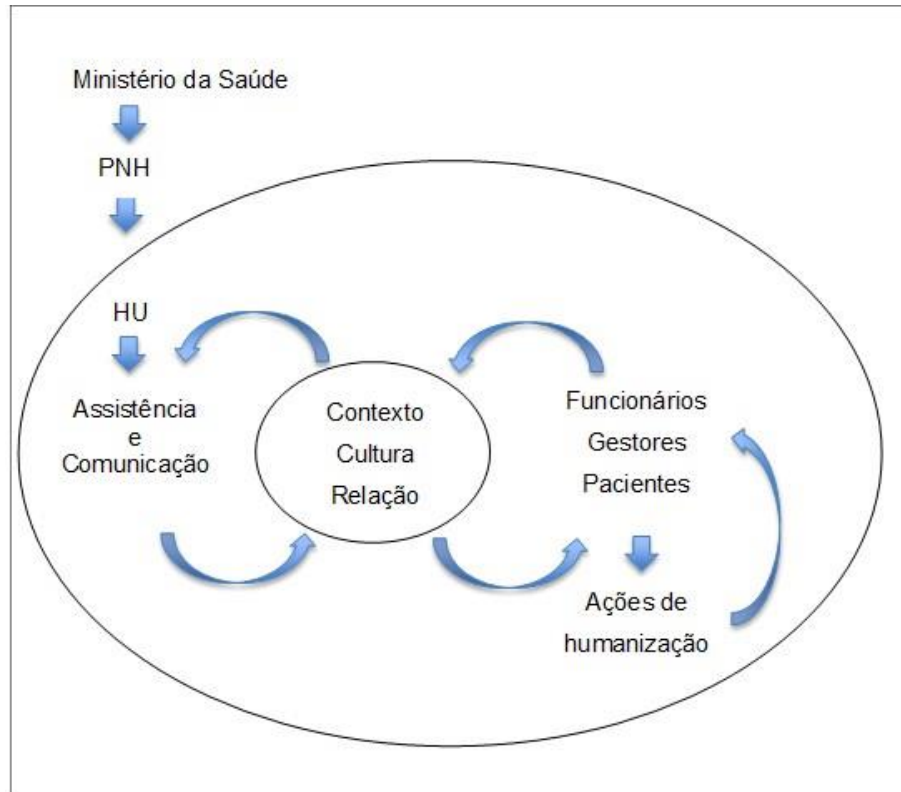 Ministério da Saúde
PNH
HU
Assistência
e
Comunicação
Contexto
Cultura
Relação
Funcionários
Gestores
Pacientes
Ações de
humanização